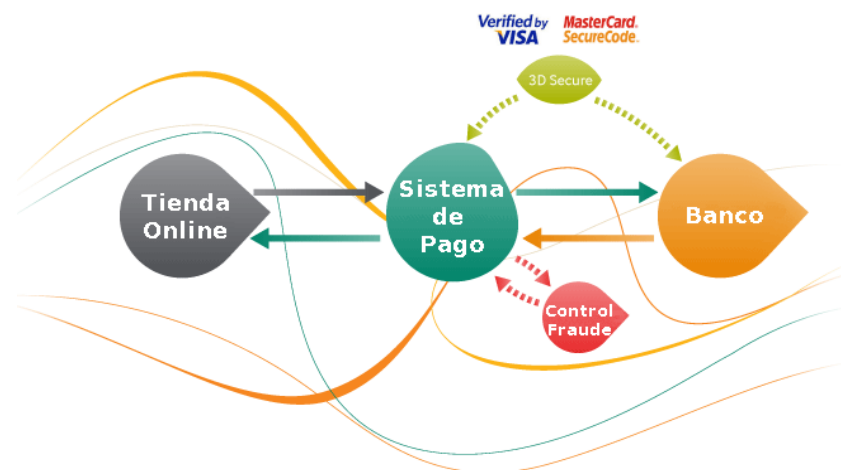 Verified by
VISA
MasterCard.
SecureCode.
3D Secure
Tienda
Online
Sistema
de
Pago
Banco
Control
Fraude